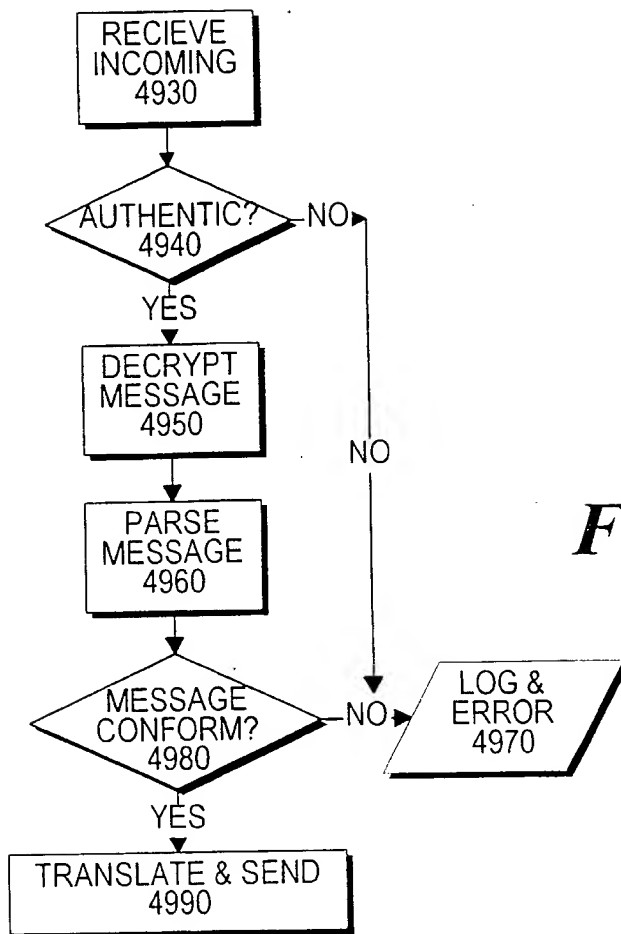 RECIEVE
INCOMING
4930
AUTHENTIC?
4940
NO
YES
DECRYPT
MESSAGE
4950
NO
PARSE
MESSAGE
4960
F
MESSAGE
CONFORM?
4980
NO
LOG &
ERROR
4970
YES
TRANSLATE & SEND
4990